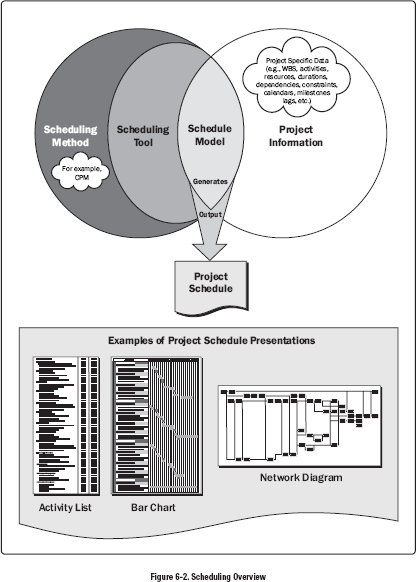 Project Specific Data
(e.g., WBS, activities,
resources, durations,
dependencies, constraints,
calendars, milestones
lags, etc.)
Scheduling
Method
Scheduling
Tool
Schedule
Model
Project
Information
For example,
CPM
Generates
Output
Project
Schedule
Examples of Project Schedule Presentations
Activity List
Bar Chart
Network Diagram
Figure 6-2. Scheduling Overview